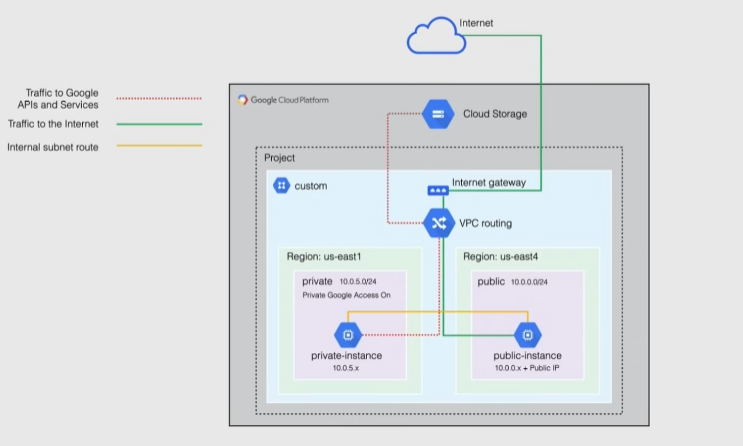 Internet
Google Cloud Platform
Traffic to Google
APIs and Services
Traffic to the Internet
Internal subnet route
Cloud Storage
Project
custom
Internet gateway
VPC routing
Region: us-east1
private 10.0.5.0/24
Private Google Access On
private-instance
10.0.5.x
Region: us-east4
public 10.0.0.0/24
public-instance
10.0.0.x + Public IP